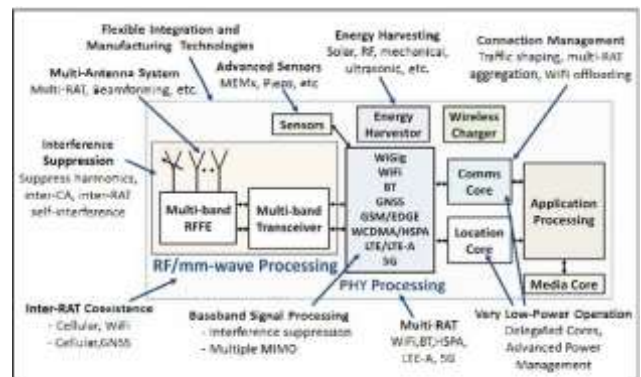 Flexible Integration and
Manufacturing Technologies
Energy Harvesting
Solar, RF, mechanical,
ultrasonic, etc.
Connection Management
Traffic shaping, multi-RAT
aggregation, WiFi offloading
Multi-Antenna System
Multi-RAT, Beamforming, etc.
Advanced Sensors
MEMs, Piezo, etc
Interference
Suppression
Suppress harmonics,
inter-CA, inter-RAT
self-interference
Sensors
Energy
Harvestor
Wireless
Charger
Multi-band
RFFE
Multi-band
Transceiver
RF/mm-wave Processing
WiGig
WiFi
BT
GNSS
GSM/EDGE
WCDMA/HSPA
LTE/LTE-A
5G
PHY Processing
Comms
Core
Location
Core
Application
Processing
Media Core
Inter-RAT Coexistence
- Cellular, WiFi
- Cellular,GNSS
Baseband Signal Processing
- Interference suppression
- Multiple MIMO
Multi-RAT
WiFi,BT,HSPA,
LTE-A, 5G
Very Low-Power Operation
Delegated Cores,
Advanced Power
Management